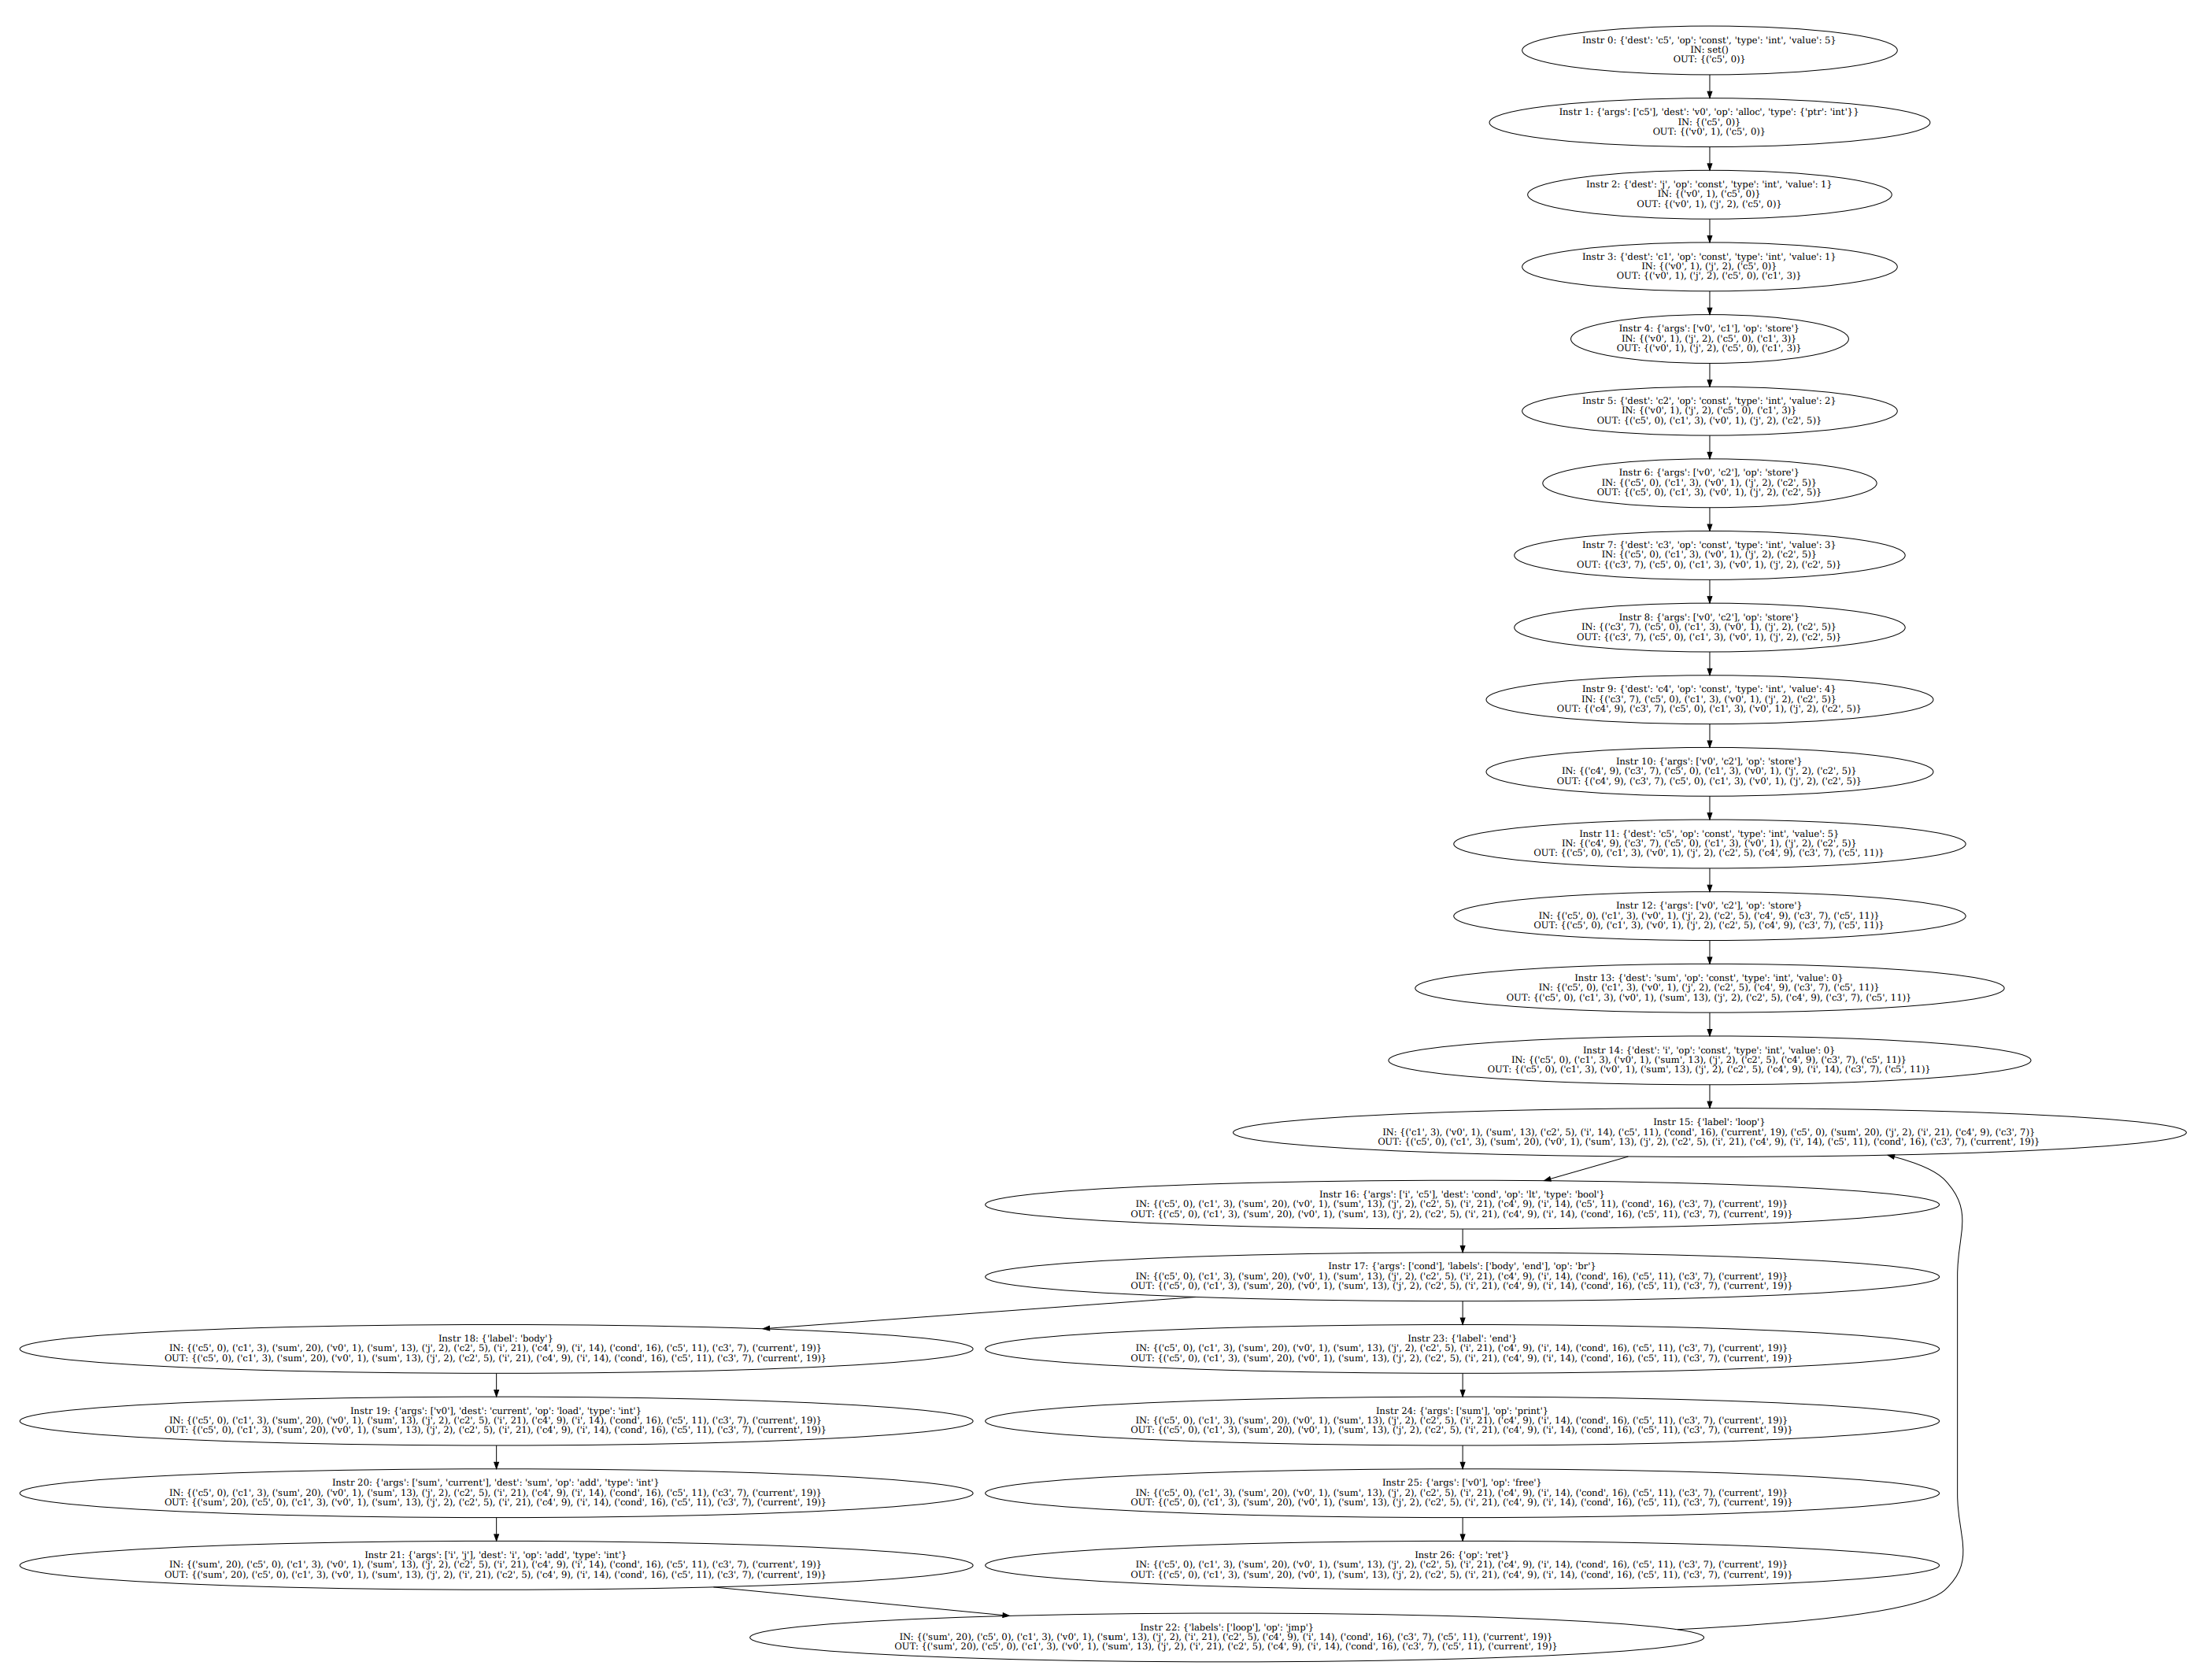 Instr 0: {'dest': 'c5', 'op': 'const', 'type': 'int', 'value': 5}
IN: set()
OUT: {('c5', 0)}
Instr 1: {'args': ['c5'], 'dest': 'v0', 'op': 'alloc', 'type': {'ptr': 'int'}}
IN: {('c5', 0)}
OUT: {('v0', 1), ('c5', 0)}
Instr 2: {'dest': 'j', 'op': 'const', 'type': 'int', 'value': 1}
IN: {('v0', 1), ('c5', 0)}
OUT: {('v0', 1), ('j', 2), ('c5', 0)}
Instr 3: {'dest': 'c1', 'op': 'const', 'type': 'int', 'value': 1}
IN: {('v0', 1), ('j', 2), ('c5', 0)}
OUT: {('v0', 1), ('j', 2), ('c5', 0), ('c1', 3)}
Instr 4: {'args': ['v0', 'c1'], 'op': 'store'}
IN: {('v0', 1), ('j', 2), ('c5', 0), ('c1', 3)}
OUT: {('v0', 1), ('j', 2), ('c5', 0), ('c1', 3)}
Instr 5: {'dest': 'c2', 'op': 'const', 'type': 'int', 'value': 2}
IN: {('v0', 1), ('j', 2), ('c5', 0), ('c1', 3)}
OUT: {('c5', 0), ('c1', 3), ('v0', 1), ('j', 2), ('c2', 5)}
Instr 6: {'args': ['v0', 'c2'], 'op': 'store'}
IN: {('c5', 0), ('c1', 3), ('v0', 1), ('j', 2), ('c2', 5)}
OUT: {('c5', 0), ('c1', 3), ('v0', 1), ('j', 2), ('c2', 5)}
Instr 7: {'dest': 'c3', 'op': 'const', 'type': 'int', 'value': 3}
IN: {('c5', 0), ('c1', 3), ('v0', 1), ('j', 2), ('c2', 5)}
OUT: {('c3', 7), ('c5', 0), ('c1', 3), ('v0', 1), ('j', 2), ('c2', 5)}
Instr 8: {'args': ['v0', 'c2'], 'op': 'store'}
IN: {('c3', 7), ('c5', 0), ('c1', 3), ('v0', 1), ('j', 2), ('c2', 5)}
OUT: {('c3', 7), ('c5', 0), ('c1', 3), ('v0', 1), ('j', 2), ('c2', 5)}
Instr 9: {'dest': 'c4', 'op': 'const', 'type': 'int', 'value': 4}
IN: {('c3', 7), ('c5', 0), ('c1', 3), ('v0', 1), ('j', 2), ('c2', 5)}
OUT: {('c4', 9), ('c3', 7), ('c5', 0), ('c1', 3), ('v0', 1), ('j', 2), ('c2', 5)}
Instr 10: {'args': ['v0', 'c2'], 'op': 'store'}
IN: {('c4', 9), ('c3', 7), ('c5', 0), ('c1', 3), ('v0', 1), ('j', 2), ('c2', 5)}
OUT: {('c4', 9), ('c3', 7), ('c5', 0), ('c1', 3), ('v0', 1), ('j', 2), ('c2', 5)}
Instr 11: {'dest': 'c5', 'op': 'const', 'type': 'int', 'value': 5}
IN: {('c4', 9), ('c3', 7), ('c5', 0), ('c1', 3), ('v0', 1), ('j', 2), ('c2', 5)}
OUT: {('c5', 0), ('c1', 3), ('v0', 1), ('j', 2), ('c2', 5), ('c4', 9), ('c3', 7), ('c5', 11)}
Instr 12: {'args': ['v0', 'c2'], 'op': 'store'}
IN: {('c5', 0), ('c1', 3), ('v0', 1), ('j', 2), ('c2', 5), ('c4', 9), ('c3', 7), ('c5', 11)}
OUT: {('c5', 0), ('c1', 3), ('v0', 1), ('j', 2), ('c2', 5), ('c4', 9), ('c3', 7), ('c5', 11)}
Instr 13: {'dest': 'sum', 'op': 'const', 'type': 'int', 'value': 0}
IN: {('c5', 0), ('c1', 3), ('v0', 1), ('j', 2), ('c2', 5), ('c4', 9), ('c3', 7), ('c5', 11)}
OUT: {('c5', 0), ('c1', 3), ('v0', 1), ('sum', 13), ('j', 2), ('c2', 5), ('c4', 9), ('c3', 7), ('c5', 11)}
Instr 14: {'dest': 'i', 'op': 'const', 'type': 'int', 'value': 0}
IN: {('c5', 0), ('c1', 3), ('v0', 1), ('sum', 13), ('j', 2), ('c2', 5), ('c4', 9), ('c3', 7), ('c5', 11)}
OUT: {('c5', 0), ('c1', 3), ('v0', 1), ('sum', 13), ('j', 2), ('c2', 5), ('c4', 9), ('i', 14), ('c3', 7), ('c5', 11)}
Instr 15: {'label': 'loop'}
IN: {('c1', 3), ('v0', 1), ('sum', 13), ('c2', 5), ('i', 14), ('c5', 11), ('cond', 16), ('current', 19), ('c5', 0), ('sum', 20), ('j', 2), ('i', 21), ('c4', 9), ('c3', 7)}
OUT: {('c5', 0), ('c1', 3), ('sum', 20), ('v0', 1), ('sum', 13), ('j', 2), ('c2', 5), ('i', 21), ('c4', 9), ('i', 14), ('c5', 11), ('cond', 16), ('c3', 7), ('current', 19)}
Instr 16: {'args': ['i', 'c5'], 'dest': 'cond', 'op': 'lt', 'type': 'bool'}
IN: {('c5', 0), ('c1', 3), ('sum', 20), ('v0', 1), ('sum', 13), ('j', 2), ('c2', 5), ('i', 21), ('c4', 9), ('i', 14), ('c5', 11), ('cond', 16), ('c3', 7), ('current', 19)}
OUT: {('c5', 0), ('c1', 3), ('sum', 20), ('v0', 1), ('sum', 13), ('j', 2), ('c2', 5), ('i', 21), ('c4', 9), ('i', 14), ('cond', 16), ('c5', 11), ('c3', 7), ('current', 19)}
Instr 17: {'args': ['cond'], 'labels': ['body', 'end'], 'op': 'br'}
IN: {('c5', 0), ('c1', 3), ('sum', 20), ('v0', 1), ('sum', 13), ('j', 2), ('c2', 5), ('i', 21), ('c4', 9), ('i', 14), ('cond', 16), ('c5', 11), ('c3', 7), ('current', 19)}
OUT: {('c5', 0), ('c1', 3), ('sum', 20), ('v0', 1), ('sum', 13), ('j', 2), ('c2', 5), ('i', 21), ('c4', 9), ('i', 14), ('cond', 16), ('c5', 11), ('c3', 7), ('current', 19)}
Instr 18: {'label': 'body'}
IN: {('c5', 0), ('c1', 3), ('sum', 20), ('v0', 1), ('sum', 13), ('j', 2), ('c2', 5), ('i', 21), ('c4', 9), ('i', 14), ('cond', 16), ('c5', 11), ('c3', 7), ('current', 19)}
OUT: {('c5', 0), ('c1', 3), ('sum', 20), ('v0', 1), ('sum', 13), ('j', 2), ('c2', 5), ('i', 21), ('c4', 9), ('i', 14), ('cond', 16), ('c5', 11), ('c3', 7), ('current', 19)}
Instr 23: {'label': 'end'}
IN: {('c5', 0), ('c1', 3), ('sum', 20), ('v0', 1), ('sum', 13), ('j', 2), ('c2', 5), ('i', 21), ('c4', 9), ('i', 14), ('cond', 16), ('c5', 11), ('c3', 7), ('current', 19)}
OUT: {('c5', 0), ('c1', 3), ('sum', 20), ('v0', 1), ('sum', 13), ('j', 2), ('c2', 5), ('i', 21), ('c4', 9), ('i', 14), ('cond', 16), ('c5', 11), ('c3', 7), ('current', 19)}
Instr 19: {'args': ['v0'], 'dest': 'current', 'op': 'load', 'type': 'int'}
IN: {('c5', 0), ('c1', 3), ('sum', 20), ('v0', 1), ('sum', 13), ('j', 2), ('c2', 5), ('i', 21), ('c4', 9), ('i', 14), ('cond', 16), ('c5', 11), ('c3', 7), ('current', 19)}
OUT: {('c5', 0), ('c1', 3), ('sum', 20), ('v0', 1), ('sum', 13), ('j', 2), ('c2', 5), ('i', 21), ('c4', 9), ('i', 14), ('cond', 16), ('c5', 11), ('c3', 7), ('current', 19)}
Instr 24: {'args': ['sum'], 'op': 'print'}
IN: {('c5', 0), ('c1', 3), ('sum', 20), ('v0', 1), ('sum', 13), ('j', 2), ('c2', 5), ('i', 21), ('c4', 9), ('i', 14), ('cond', 16), ('c5', 11), ('c3', 7), ('current', 19)}
OUT: {('c5', 0), ('c1', 3), ('sum', 20), ('v0', 1), ('sum', 13), ('j', 2), ('c2', 5), ('i', 21), ('c4', 9), ('i', 14), ('cond', 16), ('c5', 11), ('c3', 7), ('current', 19)}
Instr 20: {'args': ['sum', 'current'], 'dest': 'sum', 'op': 'add', 'type': 'int'}
IN: {('c5', 0), ('c1', 3), ('sum', 20), ('v0', 1), ('sum', 13), ('j', 2), ('c2', 5), ('i', 21), ('c4', 9), ('i', 14), ('cond', 16), ('c5', 11), ('c3', 7), ('current', 19)}
OUT: {('sum', 20), ('c5', 0), ('c1', 3), ('v0', 1), ('sum', 13), ('j', 2), ('c2', 5), ('i', 21), ('c4', 9), ('i', 14), ('cond', 16), ('c5', 11), ('c3', 7), ('current', 19)}
Instr 25: {'args': ['v0'], 'op': 'free'}
IN: {('c5', 0), ('c1', 3), ('sum', 20), ('v0', 1), ('sum', 13), ('j', 2), ('c2', 5), ('i', 21), ('c4', 9), ('i', 14), ('cond', 16), ('c5', 11), ('c3', 7), ('current', 19)}
OUT: {('c5', 0), ('c1', 3), ('sum', 20), ('v0', 1), ('sum', 13), ('j', 2), ('c2', 5), ('i', 21), ('c4', 9), ('i', 14), ('cond', 16), ('c5', 11), ('c3', 7), ('current', 19)}
Instr 21: {'args': ['i', 'j'], 'dest': 'i', 'op': 'add', 'type': 'int'}
IN: {('sum', 20), ('c5', 0), ('c1', 3), ('v0', 1), ('sum', 13), ('j', 2), ('c2', 5), ('i', 21), ('c4', 9), ('i', 14), ('cond', 16), ('c5', 11), ('c3', 7), ('current', 19)}
OUT: {('sum', 20), ('c5', 0), ('c1', 3), ('v0', 1), ('sum', 13), ('j', 2), ('i', 21), ('c2', 5), ('c4', 9), ('i', 14), ('cond', 16), ('c5', 11), ('c3', 7), ('current', 19)}
Instr 26: {'op': 'ret'}
IN: {('c5', 0), ('c1', 3), ('sum', 20), ('v0', 1), ('sum', 13), ('j', 2), ('c2', 5), ('i', 21), ('c4', 9), ('i', 14), ('cond', 16), ('c5', 11), ('c3', 7), ('current', 19)}
OUT: {('c5', 0), ('c1', 3), ('sum', 20), ('v0', 1), ('sum', 13), ('j', 2), ('c2', 5), ('i', 21), ('c4', 9), ('i', 14), ('cond', 16), ('c5', 11), ('c3', 7), ('current', 19)}
Instr 22: {'labels': ['loop'], 'op': 'jmp'}
IN: {('sum', 20), ('c5', 0), ('c1', 3), ('v0', 1), ('sum', 13), ('j', 2), ('i', 21), ('c2', 5), ('c4', 9), ('i', 14), ('cond', 16), ('c3', 7), ('c5', 11), ('current', 19)}
OUT: {('sum', 20), ('c5', 0), ('c1', 3), ('v0', 1), ('sum', 13), ('j', 2), ('i', 21), ('c2', 5), ('c4', 9), ('i', 14), ('cond', 16), ('c3', 7), ('c5', 11), ('current', 19)}